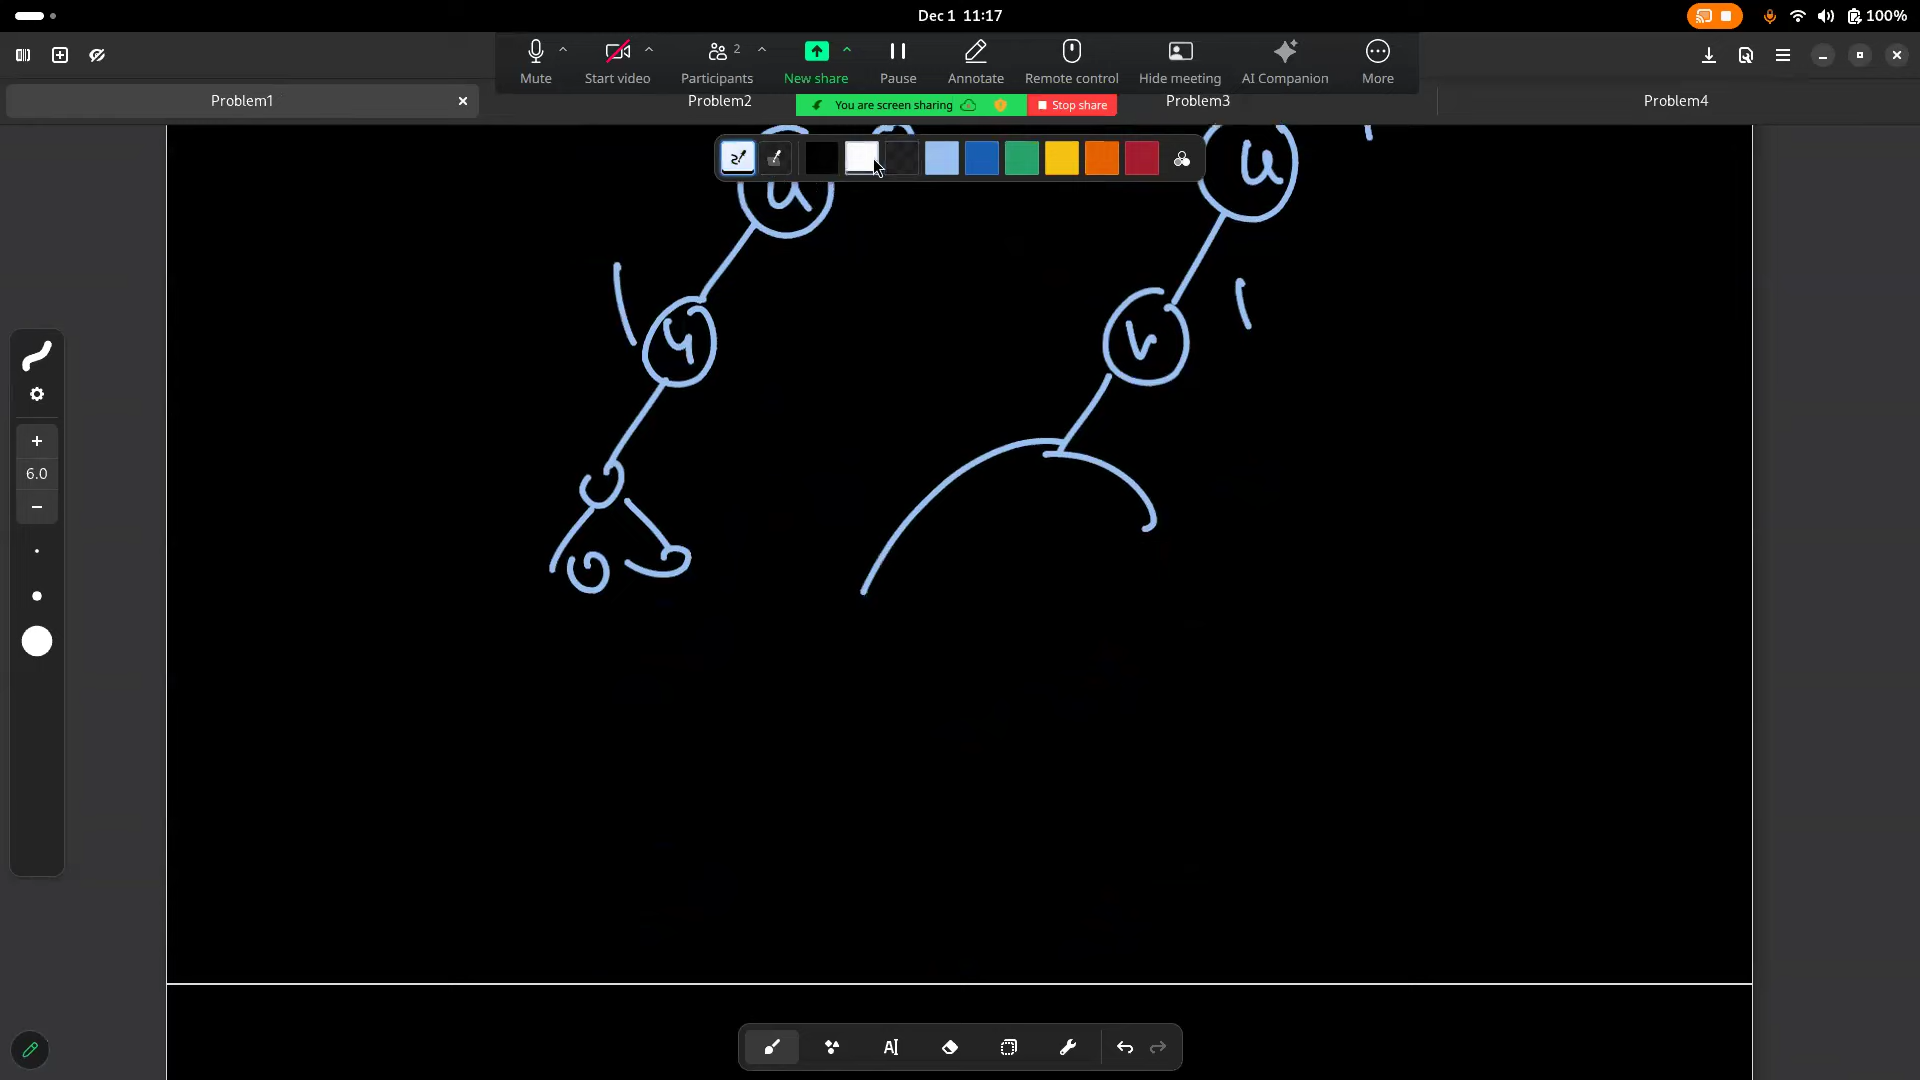 Dec 1 11:17
100%
Mute
Start video
Participants
2
New share
Pause
Annotate
Remote control
Hide meeting
AI Companion
More
Problem1
Problem2
You are screen sharing
Stop share
Problem3
Problem4
u
u
y
6.0